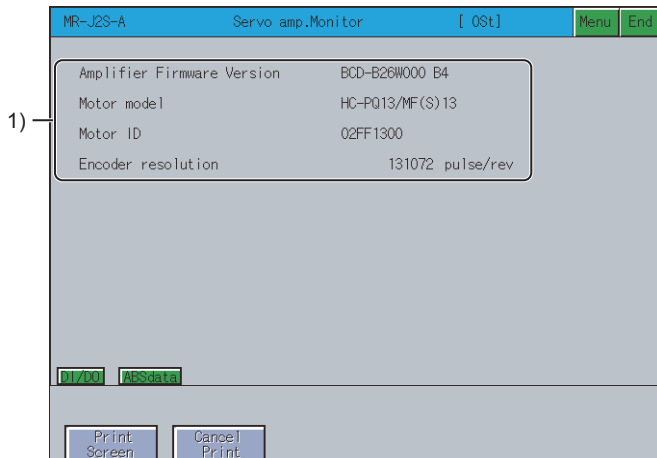 MR-J2S-A Servo amp.Monitor [ 0St] Menu End
1)
Amplifier Firmware Version BCD-B26W000 B4
Motor model HC-PQ13/MF(S)13
Motor ID 02FF1300
Encoder resolution 131072 pulse/rev
DI/DO ABSdata
Print Cancel
Screen Print